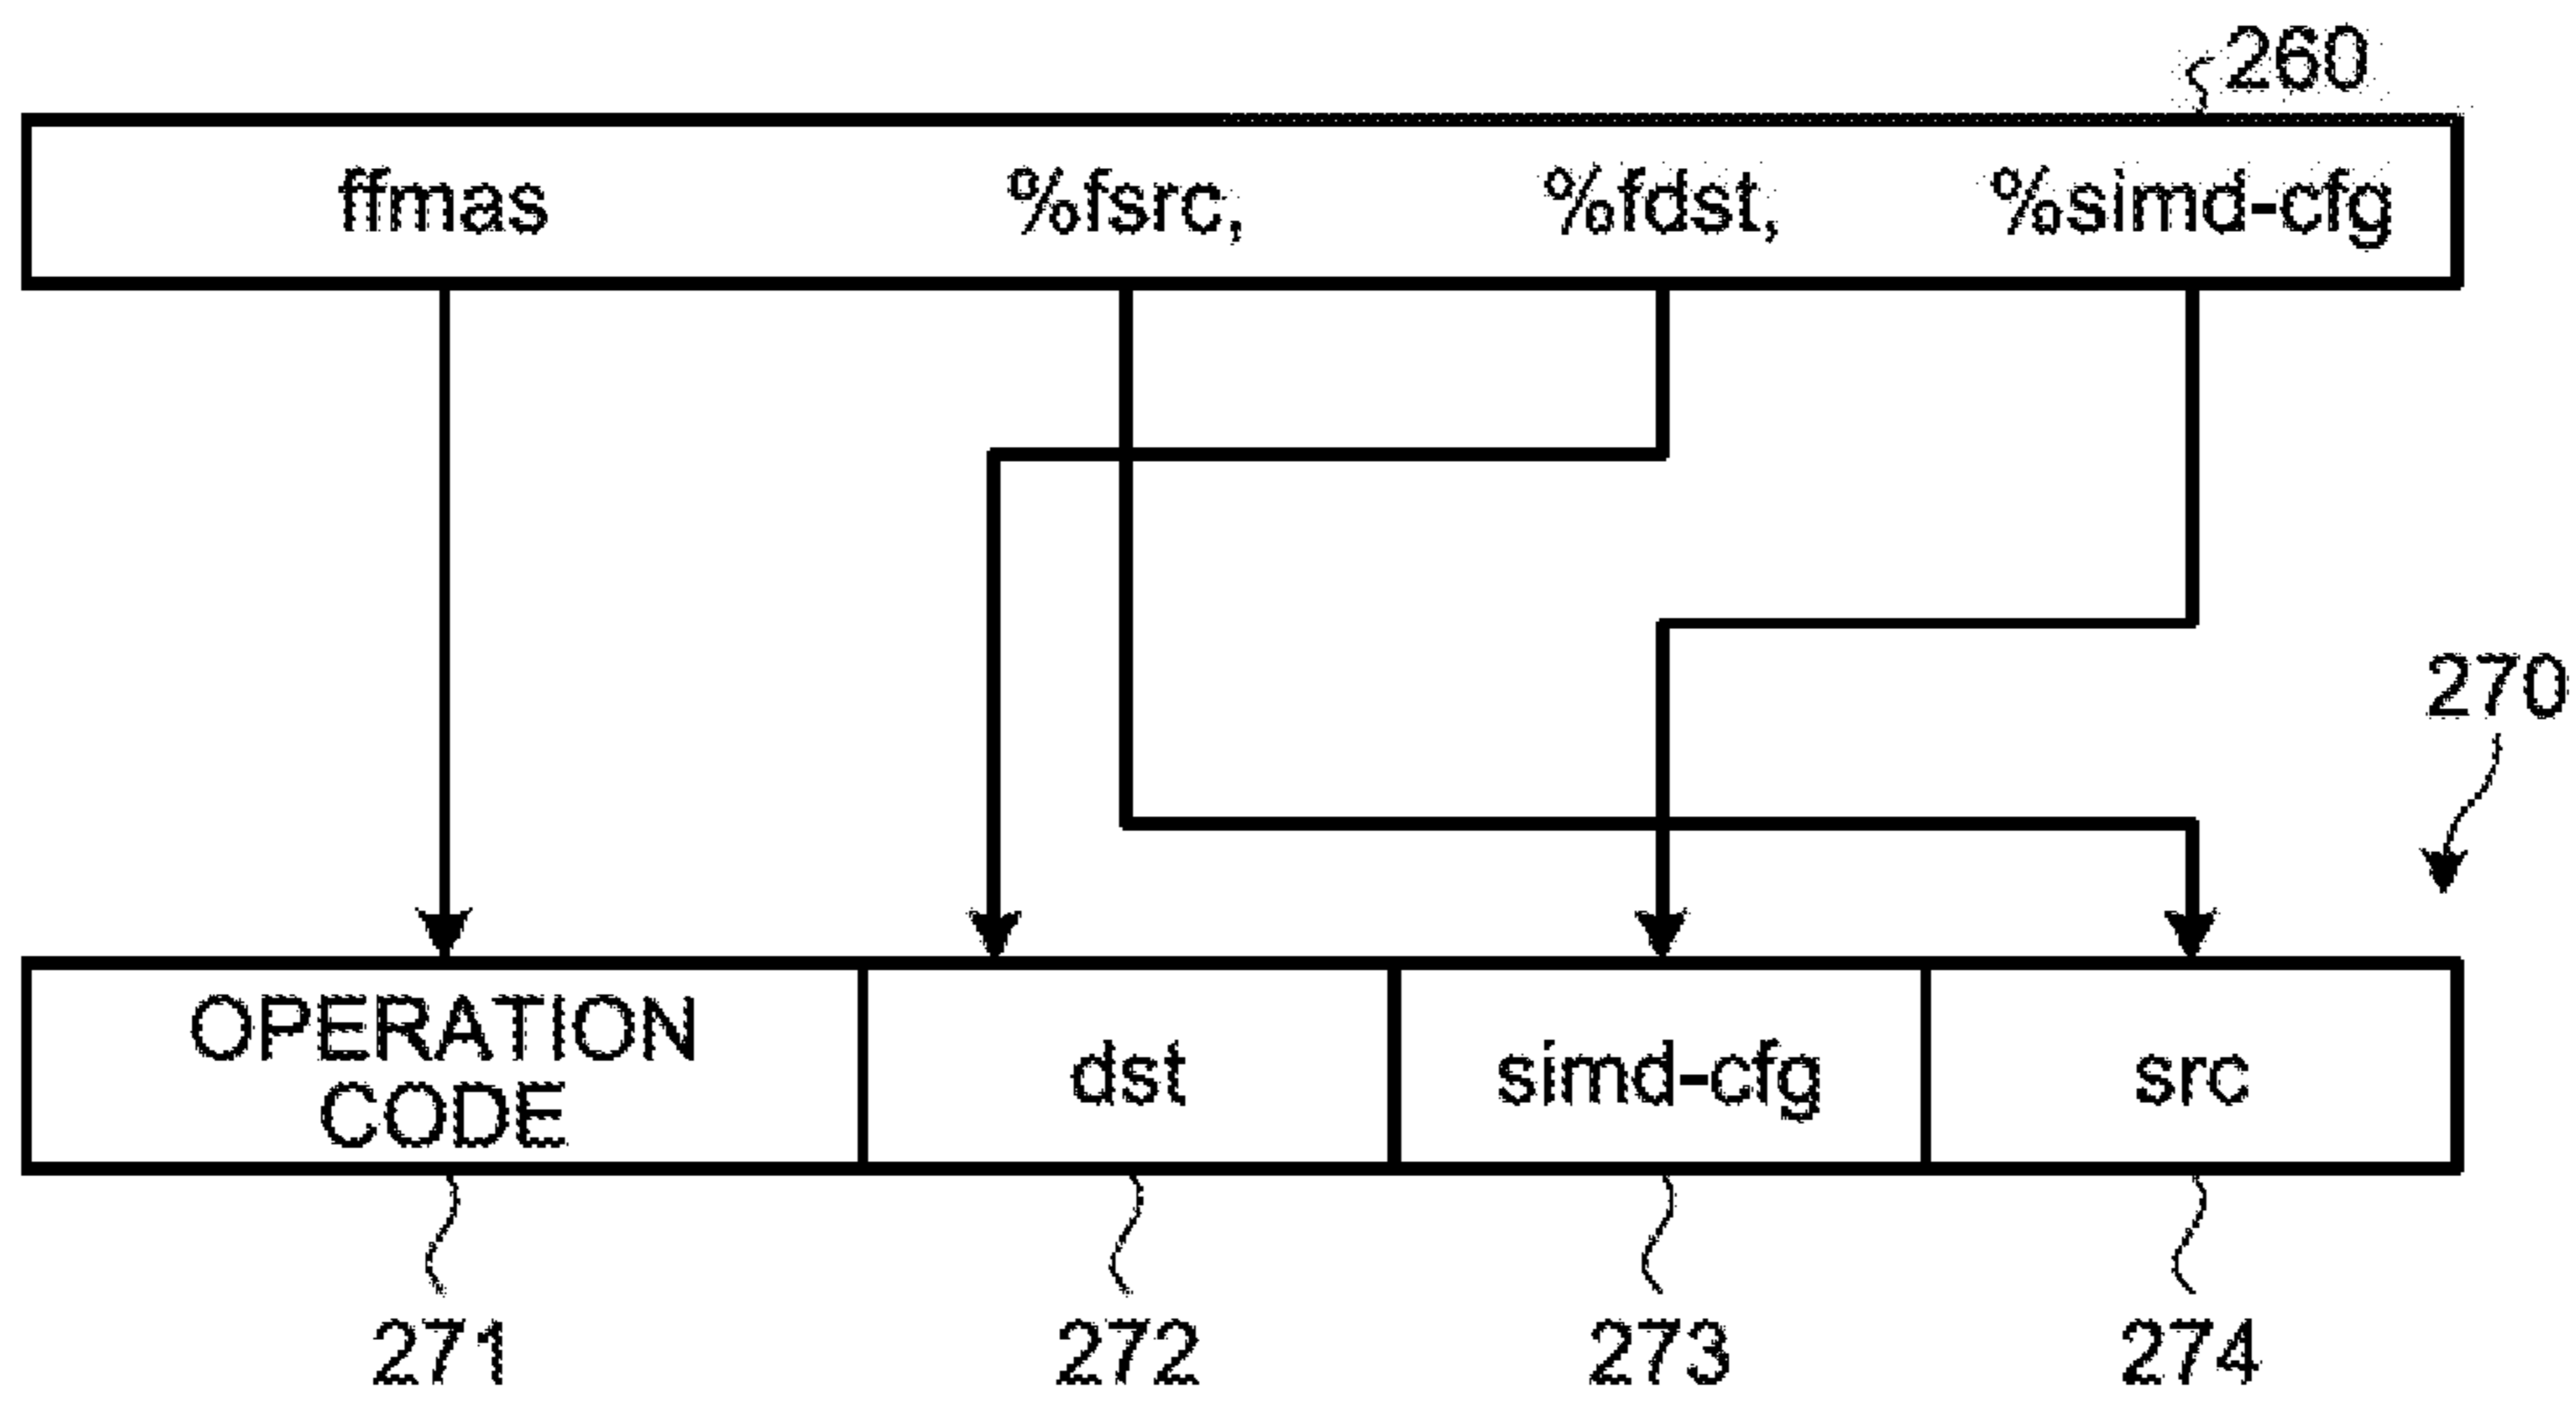 260
ffmas %fsrc, %fdst, %simd-cfg
270
OPERATION
CODE
dst
simd-cfg
src
271
272
273
274